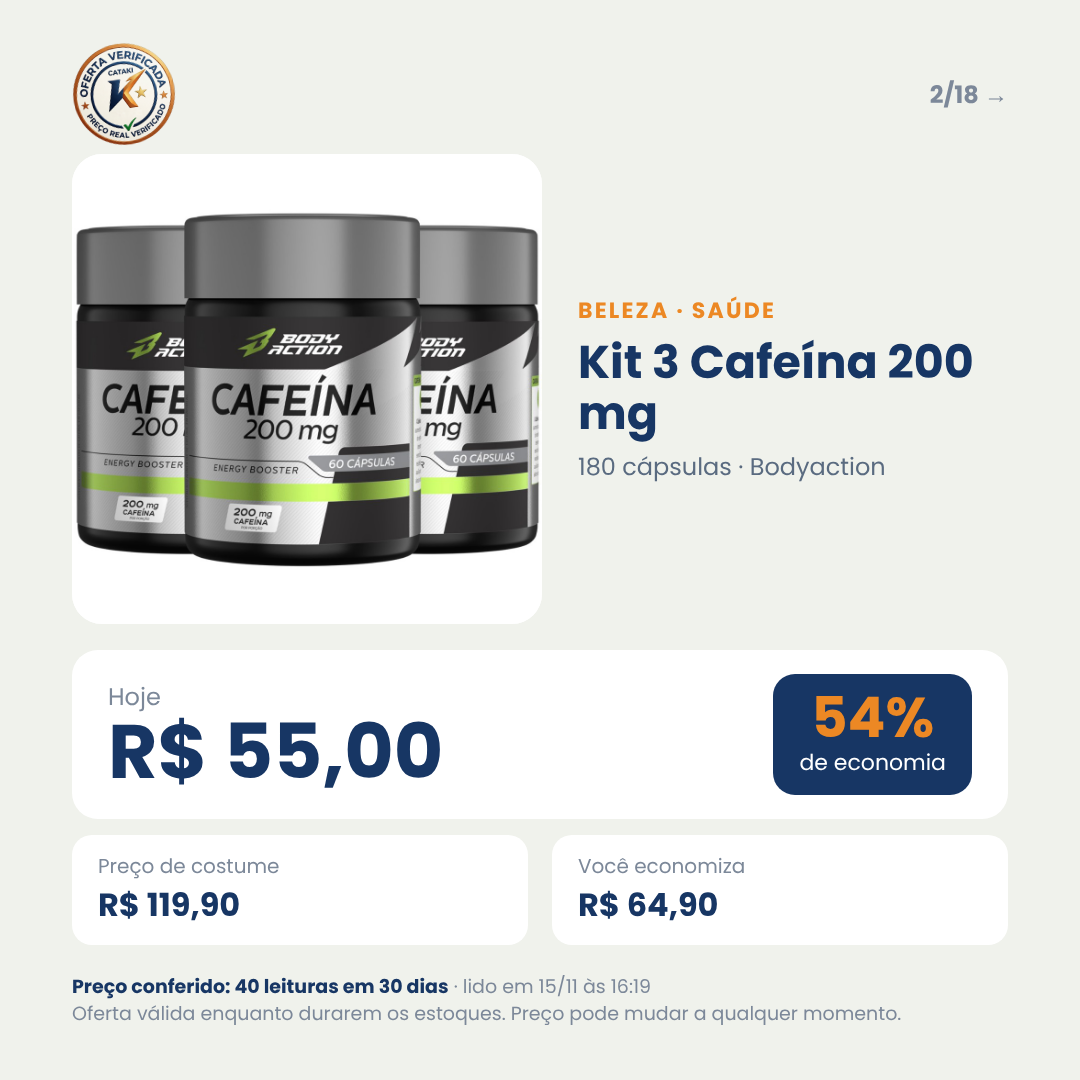 OFERTA VERIFICADA
CATAKI
K
PREÇO REAL VERIFICADO
2/18 →
BODY
ACTION
CAFEÍNA
200 mg
ENERGY BOOSTER
60 CÁPSULAS
200 mg
CAFEÍNA
BELEZA · SAÚDE
Kit 3 Cafeína 200
mg
180 cápsulas · Bodyaction
Hoje
R$ 55,00
54%
de economia
Preço de costume
R$ 119,90
Você economiza
R$ 64,90
Preço conferido: 40 leituras em 30 dias · lido em 15/11 às 16:19
Oferta válida enquanto durarem os estoques. Preço pode mudar a qualquer momento.